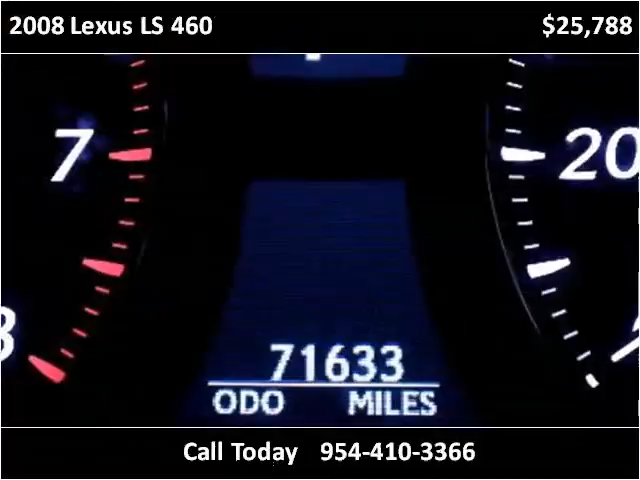 2008 Lexus LS 460 $25,788
7 20
71633
ODO MILES
Call Today 954-410-3366